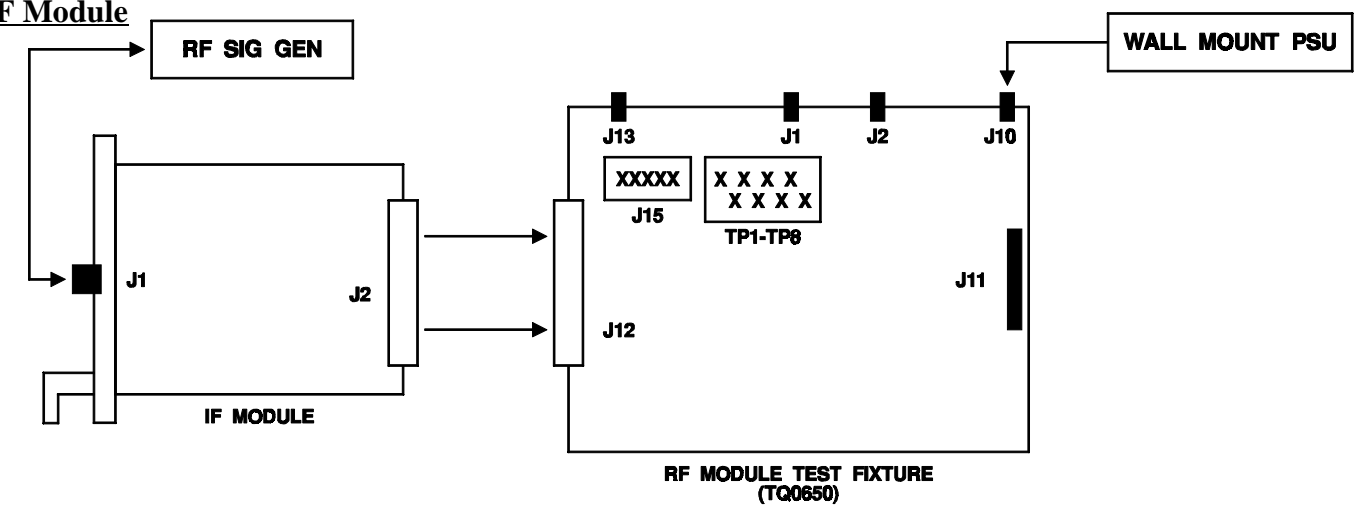 F Module
RF SIG GEN
WALL MOUNT PSU
J13
J1
J2
J10
XXXXX
X X X X
X X X X
J15
TP1-TP8
J1
J2
J12
J11
IF MODULE
RF MODULE TEST FIXTURE
(TQ0650)